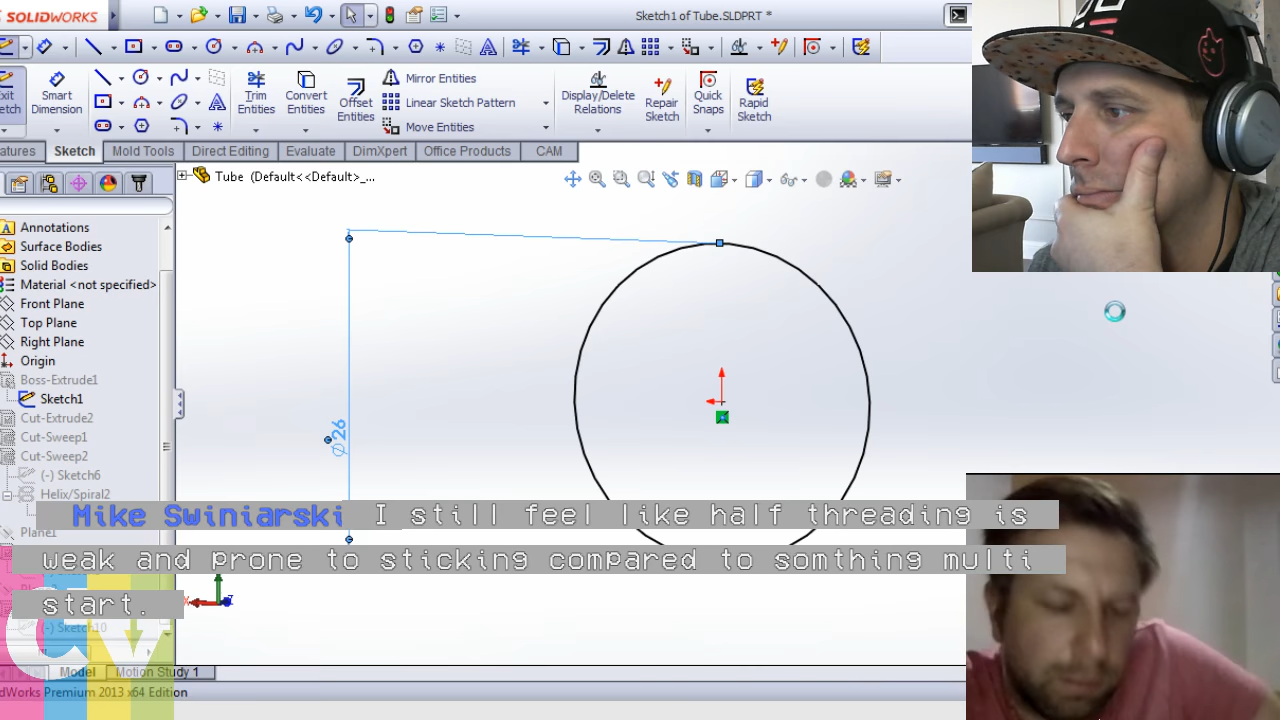 SOLIDWORKS
Sketch1 of Tube.SLDPRT *
Smart Dimension
Trim Entities
Convert Entities
Offset Entities
Mirror Entities
Linear Sketch Pattern
Move Entities
Display/Delete Relations
Repair Sketch
Quick Snaps
Rapid Sketch
Sketch
Mold Tools
Direct Editing
Evaluate
DimXpert
Office Products
CAM
Tube (Default<<Default>_...
Annotations
Surface Bodies
Solid Bodies
Material <not specified>
Front Plane
Top Plane
Right Plane
Origin
Boss-Extrude1
Sketch1
Cut-Extrude2
Cut-Sweep1
Cut-Sweep2
(-) Sketch6
Helix/Spiral2
Plane1
(-) Sketch10
∅26
Mike Swiniarski I still feel like half threading is
weak and prone to sticking compared to somthing multi
start.
Model
Motion Study 1
dWorks Premium 2013 x64 Edition